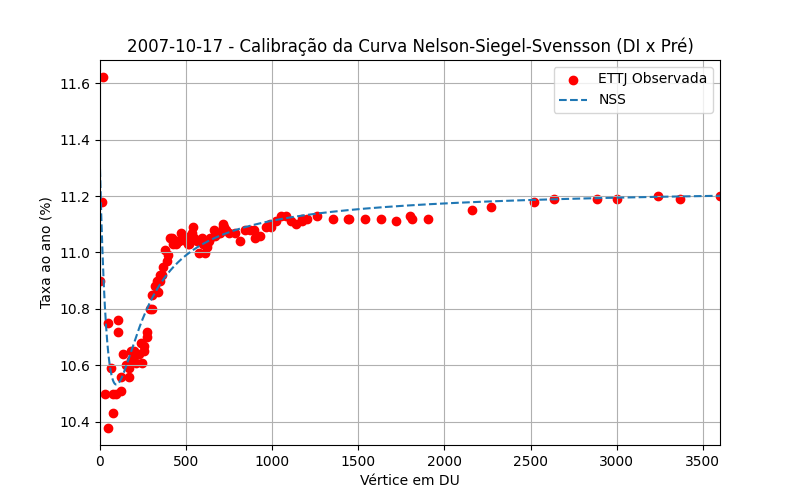 2007-10-17 - Calibração da Curva Nelson-Siegel-Svensson (DI x Pré)
ETTJ Observada
NSS
Taxa ao ano (%)
11.6
11.4
11.2
11.0
10.8
10.6
10.4
0 500 1000 1500 2000 2500 3000 3500
Vértice em DU